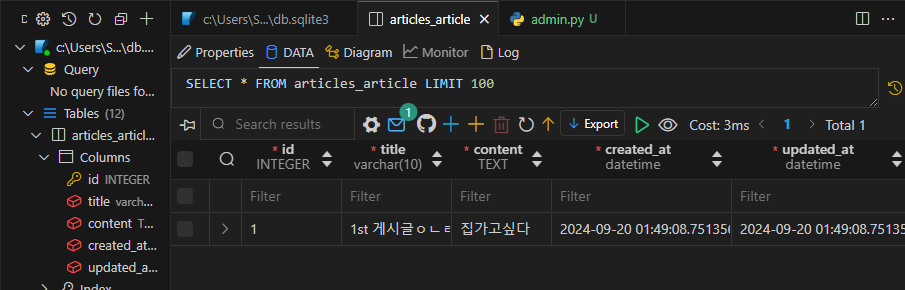 D
c:\Users\S...\db.sqlite3
articles_article
admin.py U
c:\Users\S...\db....
Query
No query files fo...
Tables (12)
articles_articl...
Columns
id INTEGER
title varch...
content T...
created_at...
updated_a...
Index
Properties
DATA
Diagram
Monitor
Log
SELECT * FROM articles_article LIMIT 100
Search results
1
Export
Cost: 3ms
1
Total 1
* id
INTEGER
* title
varchar(10)
* content
TEXT
* created_at
datetime
* updated_at
datetime
Filter
Filter
Filter
Filter
Filter
1
1st 게시글ㅇㄴㄹ
집가고싶다
2024-09-20 01:49:08.751356
2024-09-20 01:49:08.75135